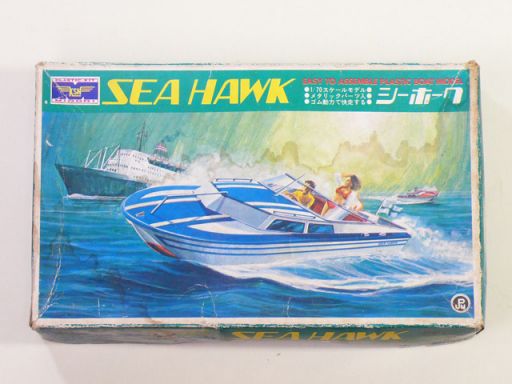 PLASTIC KIT
SEA HAWK
EASY TO ASSEMBLE PLASTIC BOAT MODEL
●1/70スケールモデル
●メタリックパーツ入
●ゴム動力で快走する
シーホーク